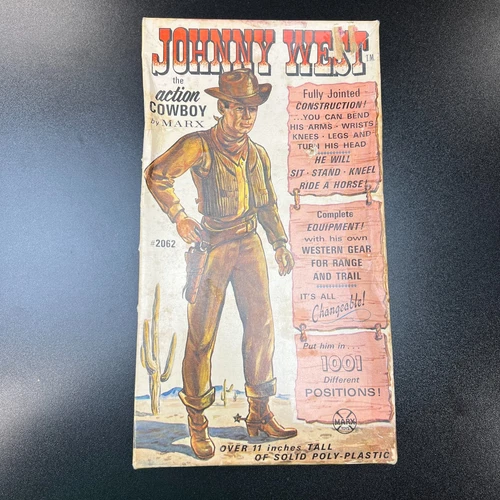 JOHNNY WEST TM
the
action
COWBOY
by MARX
#2062
Fully Jointed
CONSTRUCTION!
...YOU CAN BEND
HIS ARMS - WRISTS
KNEES - LEGS AND
TURN HIS HEAD
HE WILL
SIT · STAND · KNEEL
RIDE A HORSE!
Complete
EQUIPMENT!
with his own
WESTERN GEAR
FOR RANGE
AND TRAIL
IT'S ALL
Changeable!
Put him in....
1001
Different
POSITIONS!
MARX
OVER 11 inches TALL
OF SOLID POLY-PLASTIC